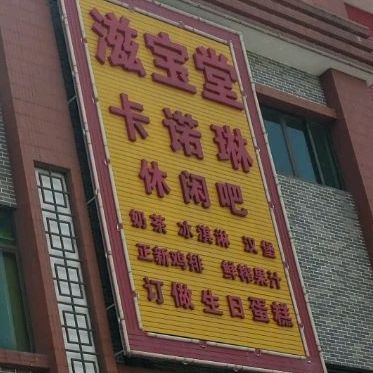 滋宝堂
卡诺琳
休闲吧
奶茶 冰淇淋 汉堡
正新鸡排 鲜榨果汁
订做生日蛋糕